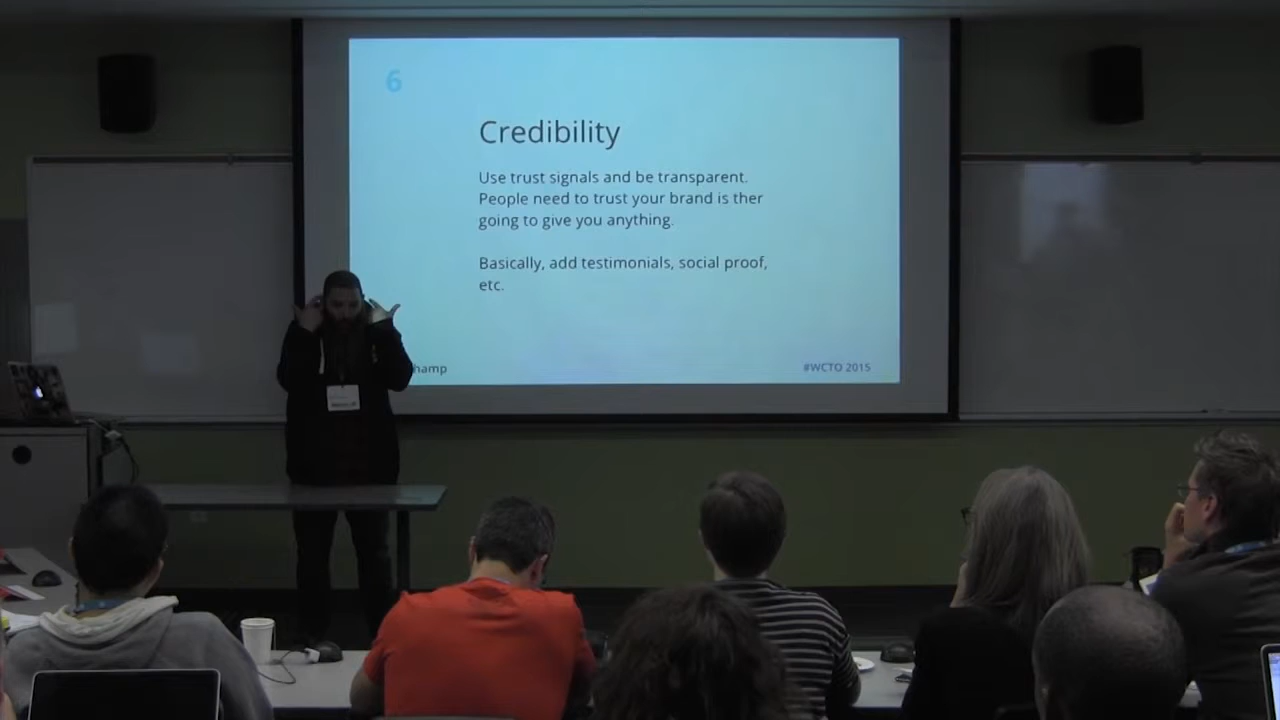 6
Credibility
Use trust signals and be transparent.
People need to trust your brand is ther
going to give you anything.
Basically, add testimonials, social proof,
etc.
hamp
#WCTO 2015